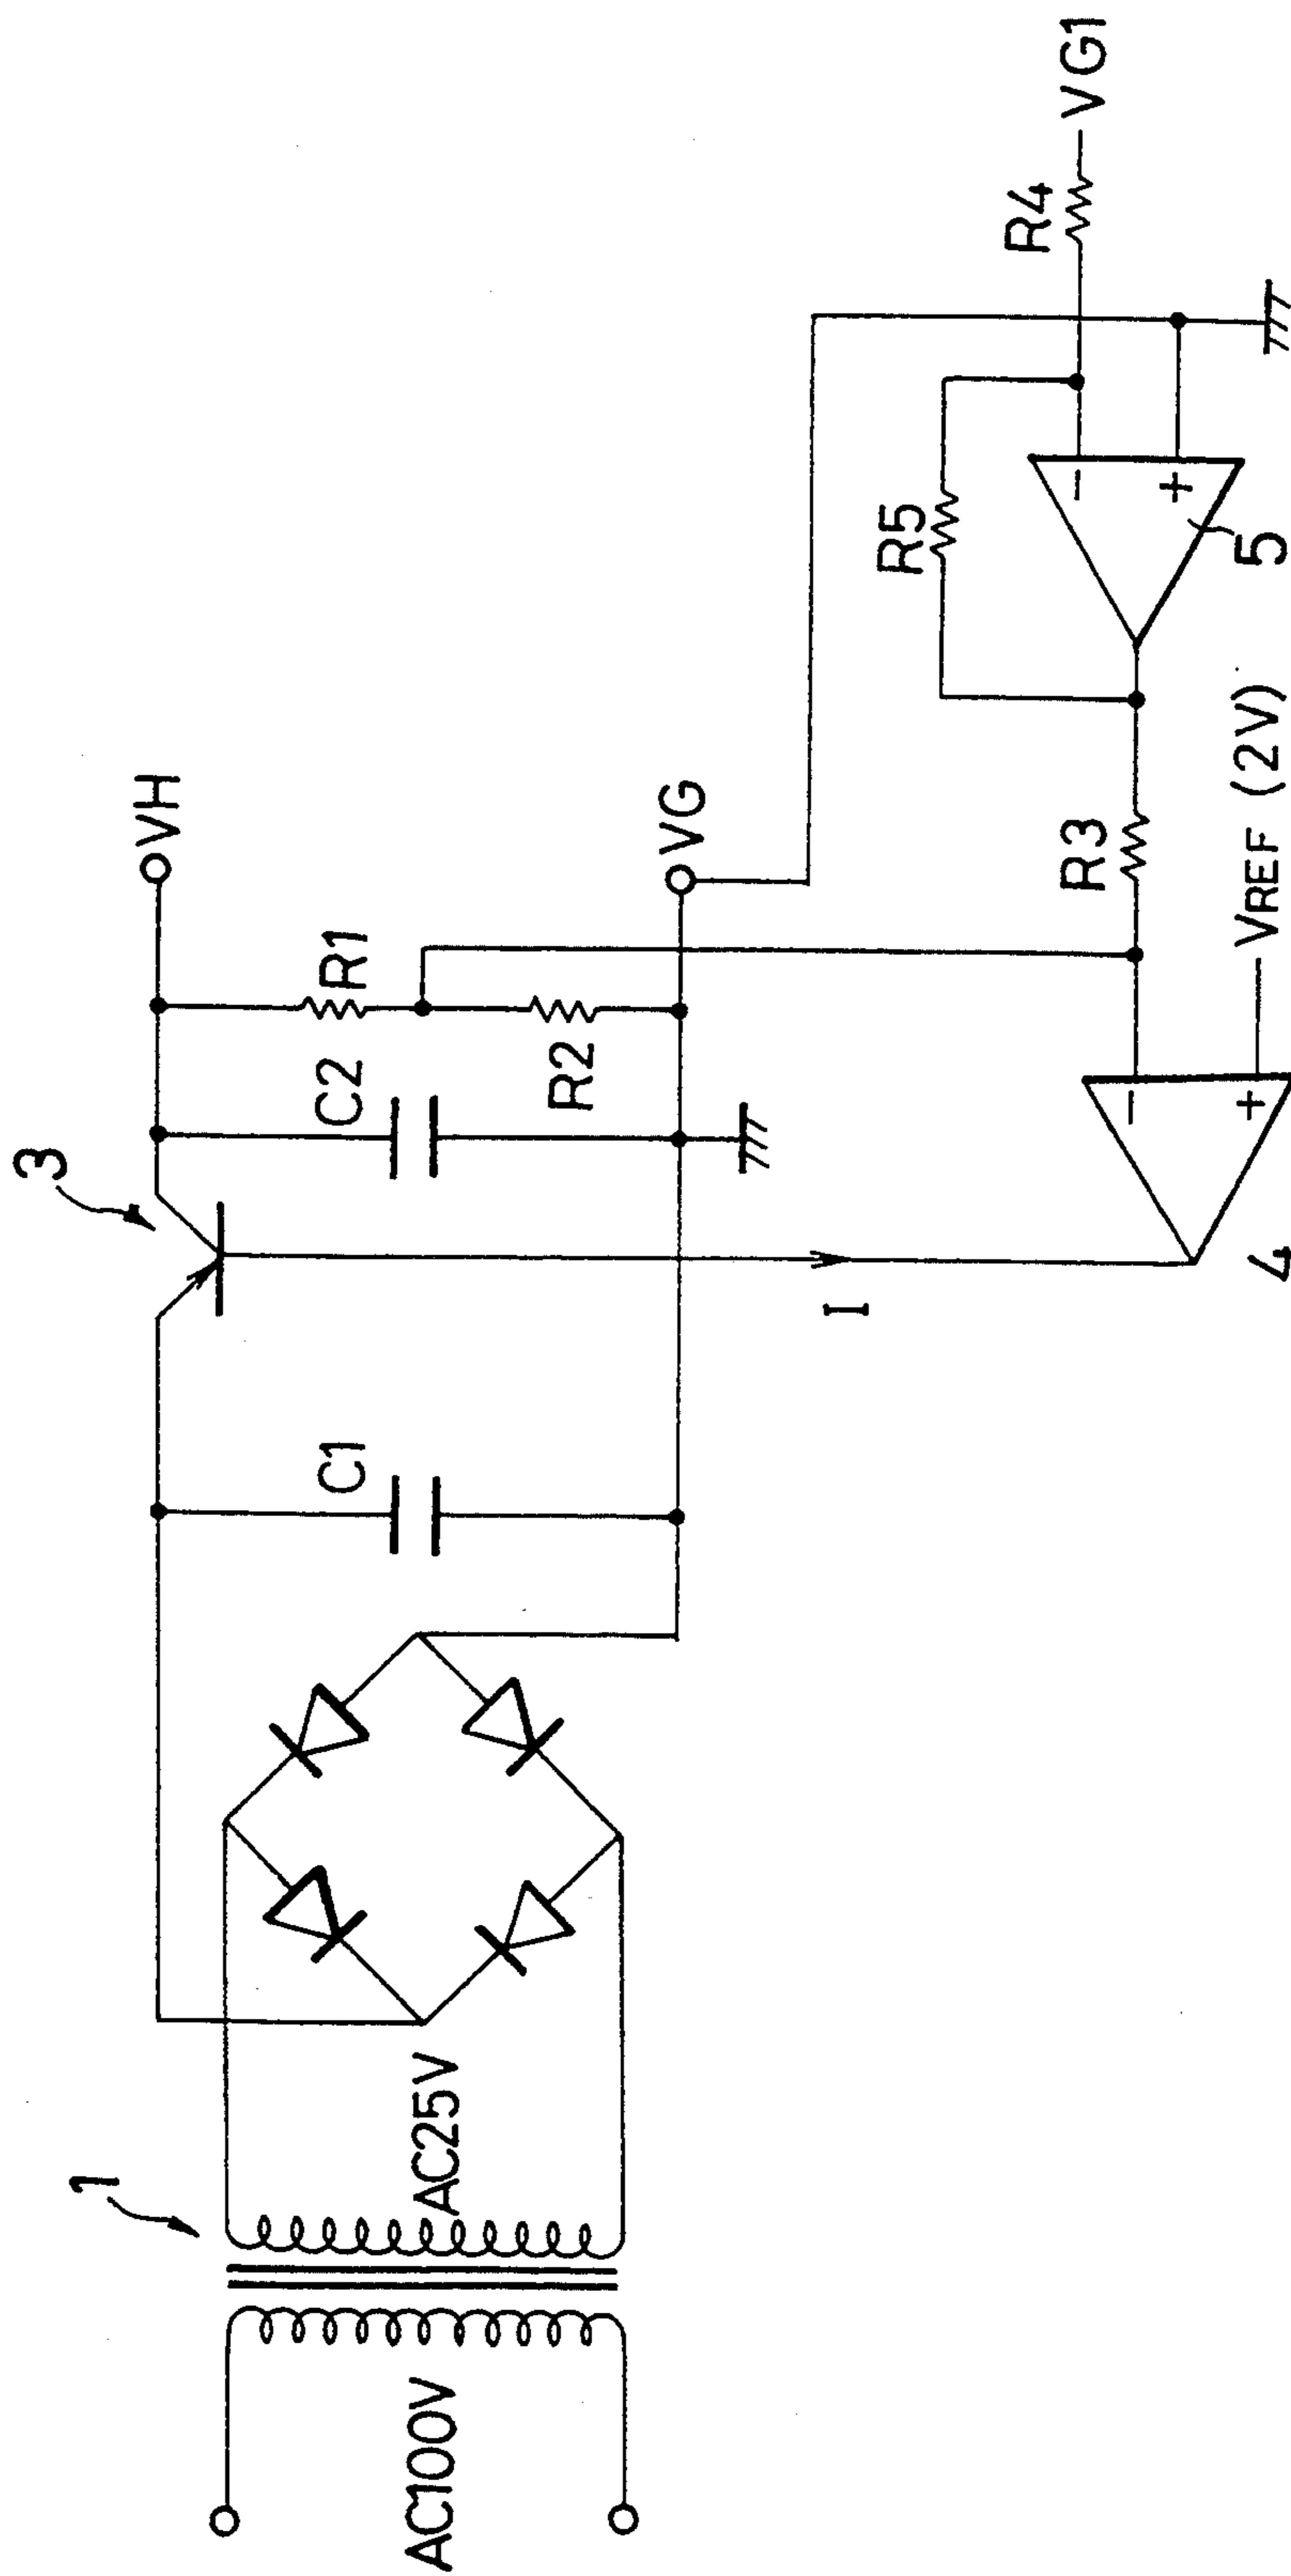 AC100V
1
AC25V
C1
3
C2
R1
R2
VH
VG
I
4
R3
VREF (2V)
R5
5
R4
VG1